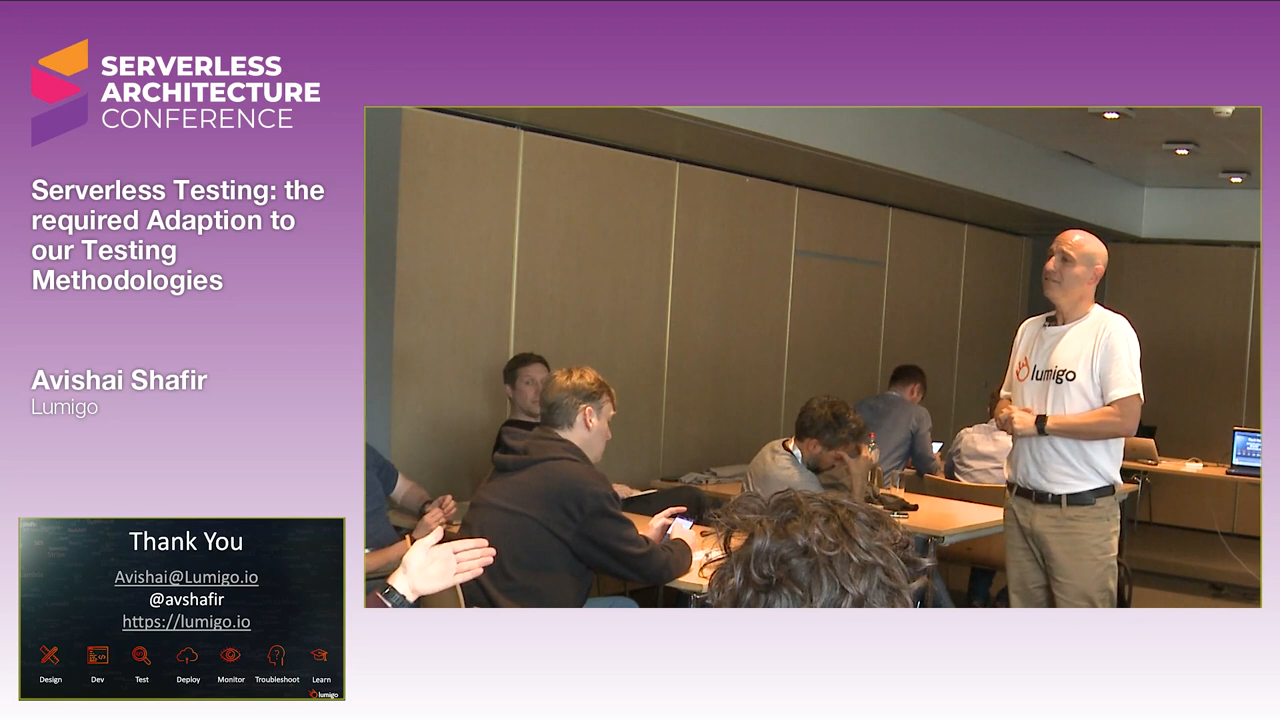 SERVERLESS
ARCHITECTURE
CONFERENCE
Serverless Testing: the
required Adaption to
our Testing
Methodologies
Avishai Shafir
Lumigo
lumigo
Thank You
Avishai@Lumigo.io
@avshafir
https://lumigo.io
Design Dev Test Deploy Monitor Troubleshoot Learn
lumigo